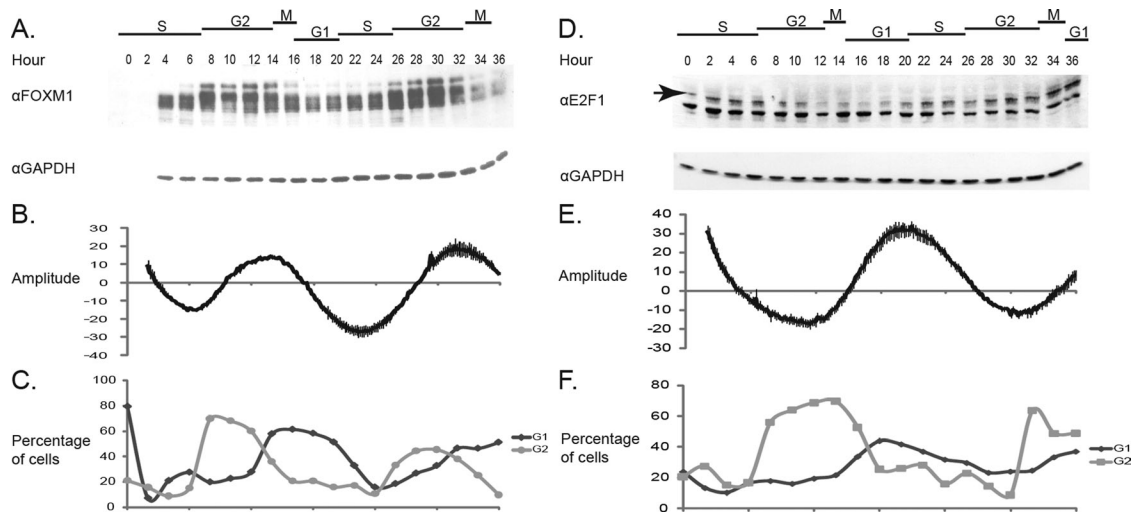 A.
S G2 M G1 S G2 M
Hour 0 2 4 6 8 10 12 14 16 18 20 22 24 26 28 30 32 34 36
αFOXM1
αGAPDH
B.
Amplitude
30
20
10
0
-10
-20
-30
-40
C.
Percentage
of cells
100
80
60
40
20
0
G1
G2
D.
S G2 M G1 S G2 M G1
Hour 0 2 4 6 8 10 12 14 16 18 20 22 24 26 28 30 32 34 36
αE2F1
αGAPDH
E.
Amplitude
40
30
20
10
0
-10
-20
-30
F.
Percentage
of cells
80
60
40
20
0
G1
G2